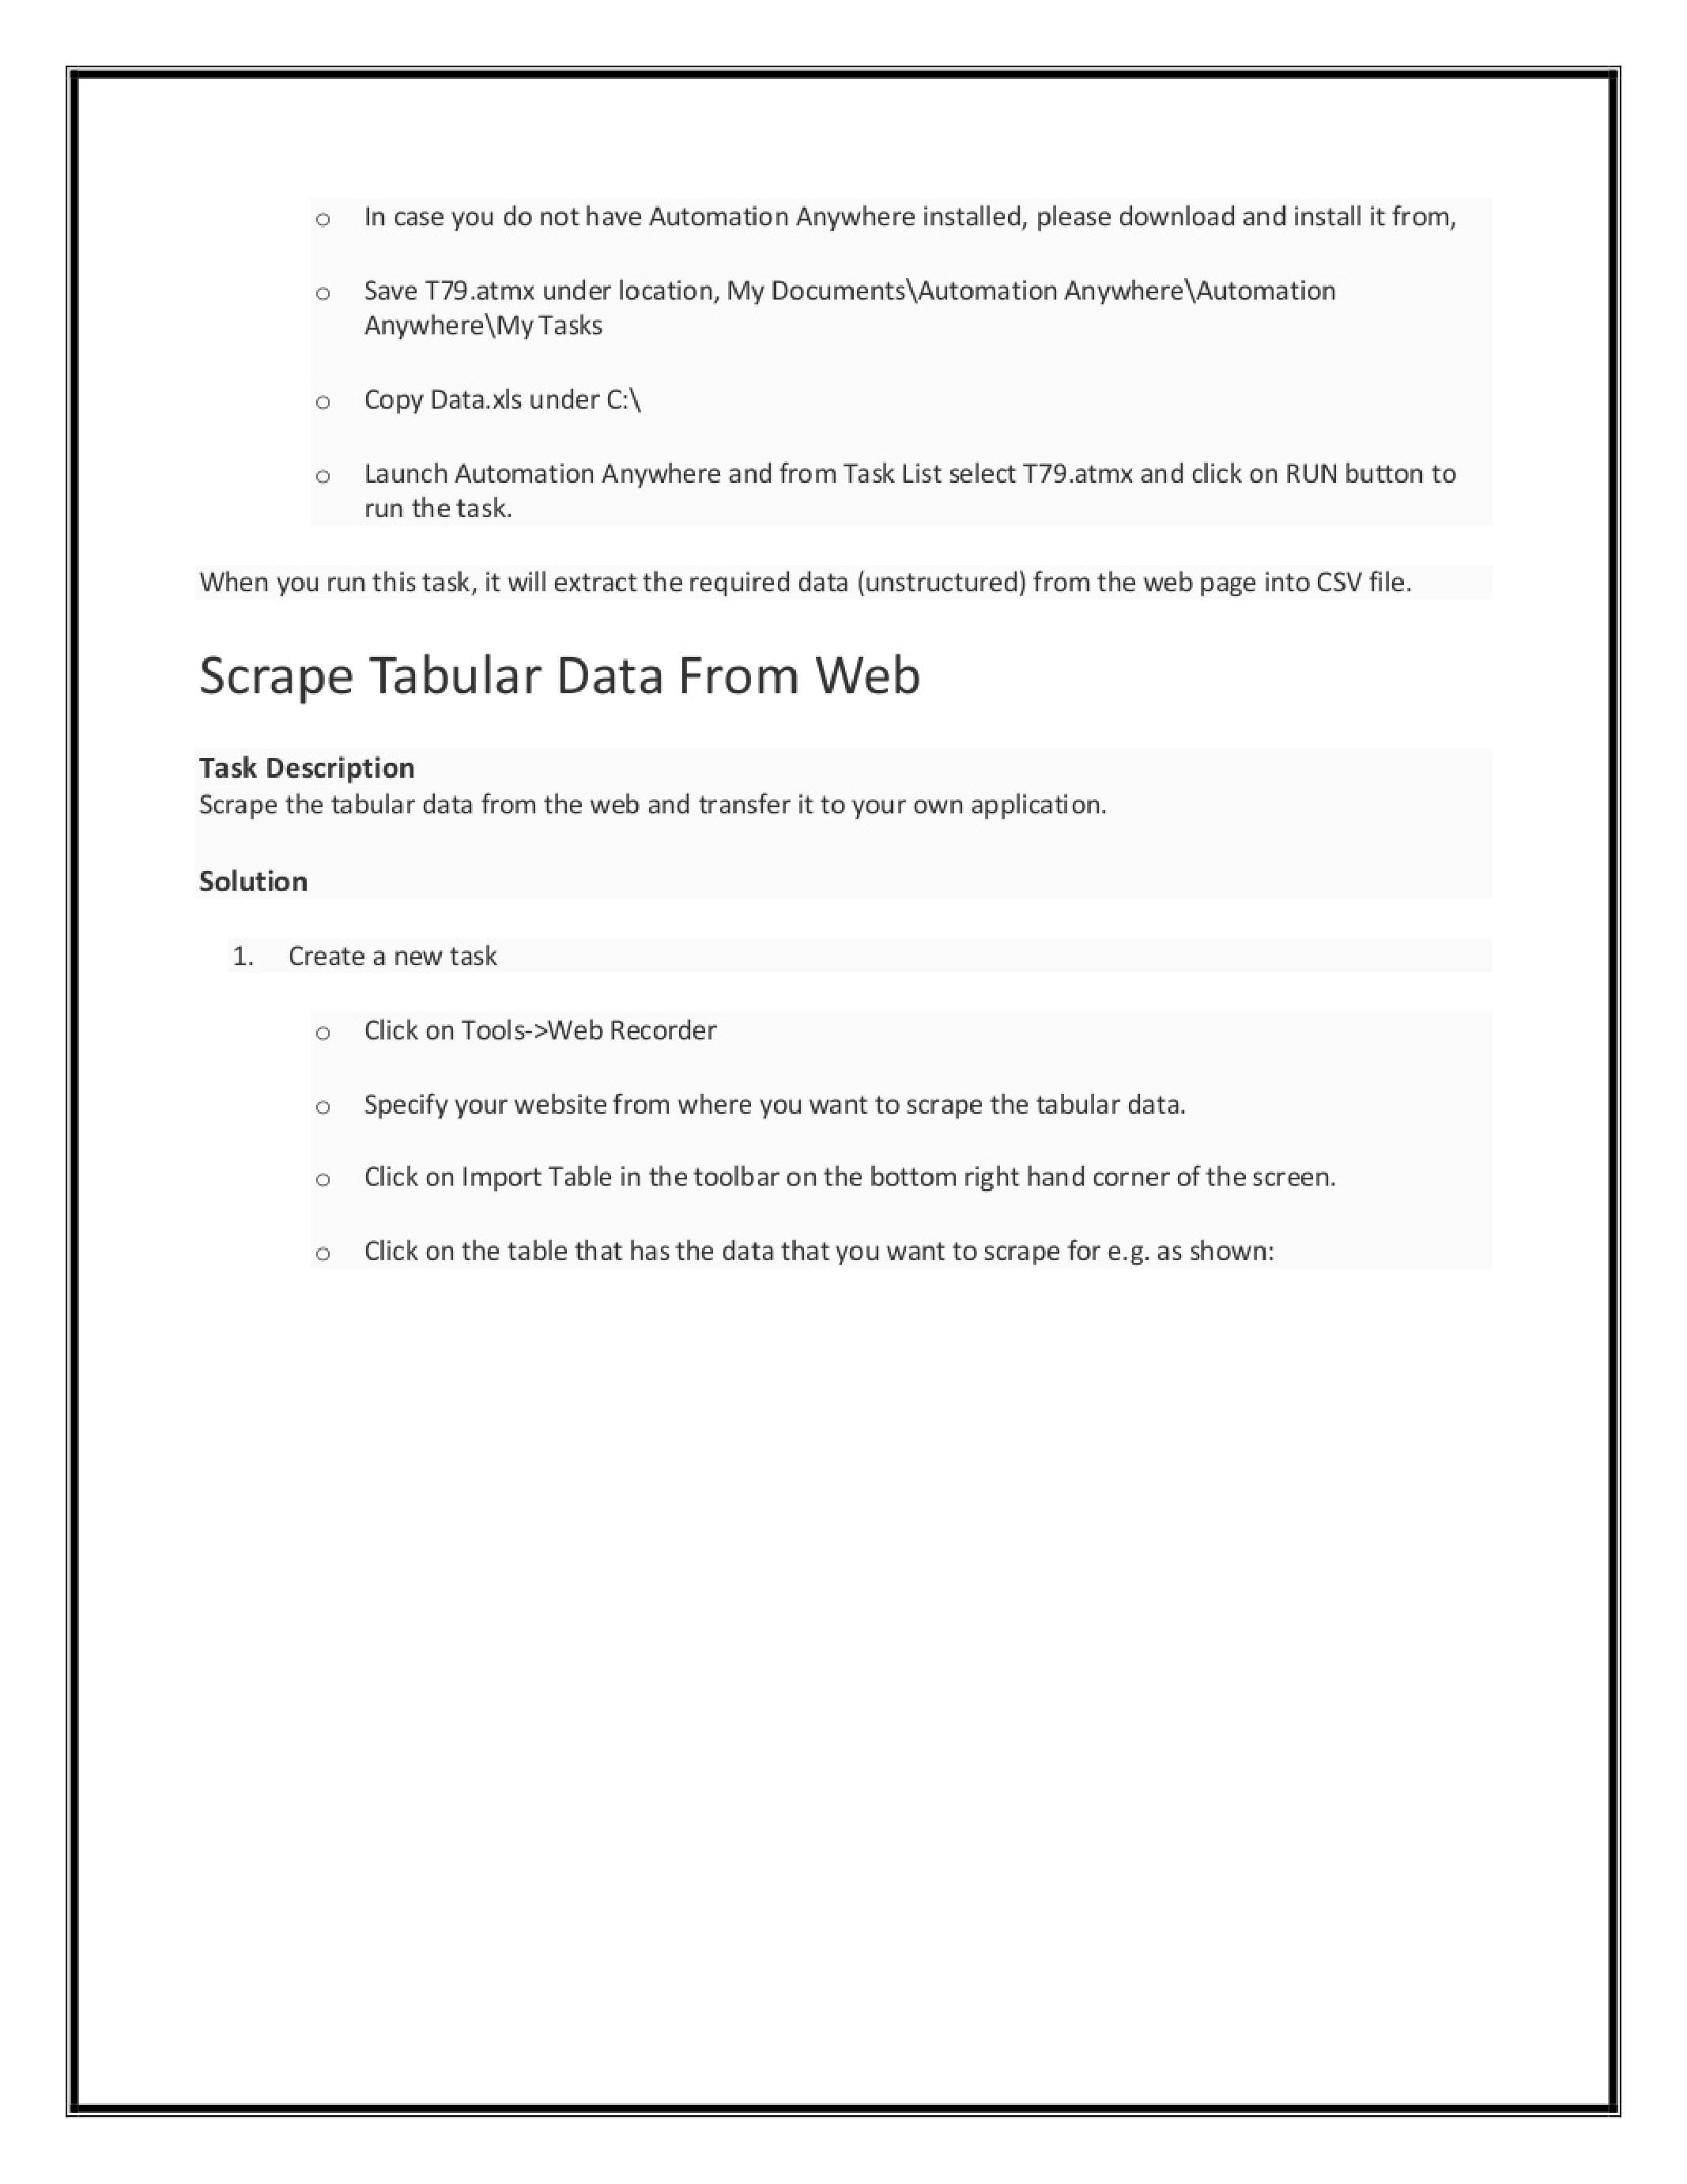 o In case you do not have Automation Anywhere installed, please download and install it from,
o Save T79.atmx under location, My Documents\Automation Anywhere\Automation
Anywhere\My Tasks
o Copy Data.xls under C:\
o Launch Automation Anywhere and from Task List select T79.atmx and click on RUN button to
run the task.
When you run this task, it will extract the required data (unstructured) from the web page into CSV file.
Scrape Tabular Data From Web
Task Description
Scrape the tabular data from the web and transfer it to your own application.
Solution
1. Create a new task
o Click on Tools->Web Recorder
o Specify your website from where you want to scrape the tabular data.
o Click on Import Table in the toolbar on the bottom right hand corner of the screen.
o Click on the table that has the data that you want to scrape for e.g. as shown: